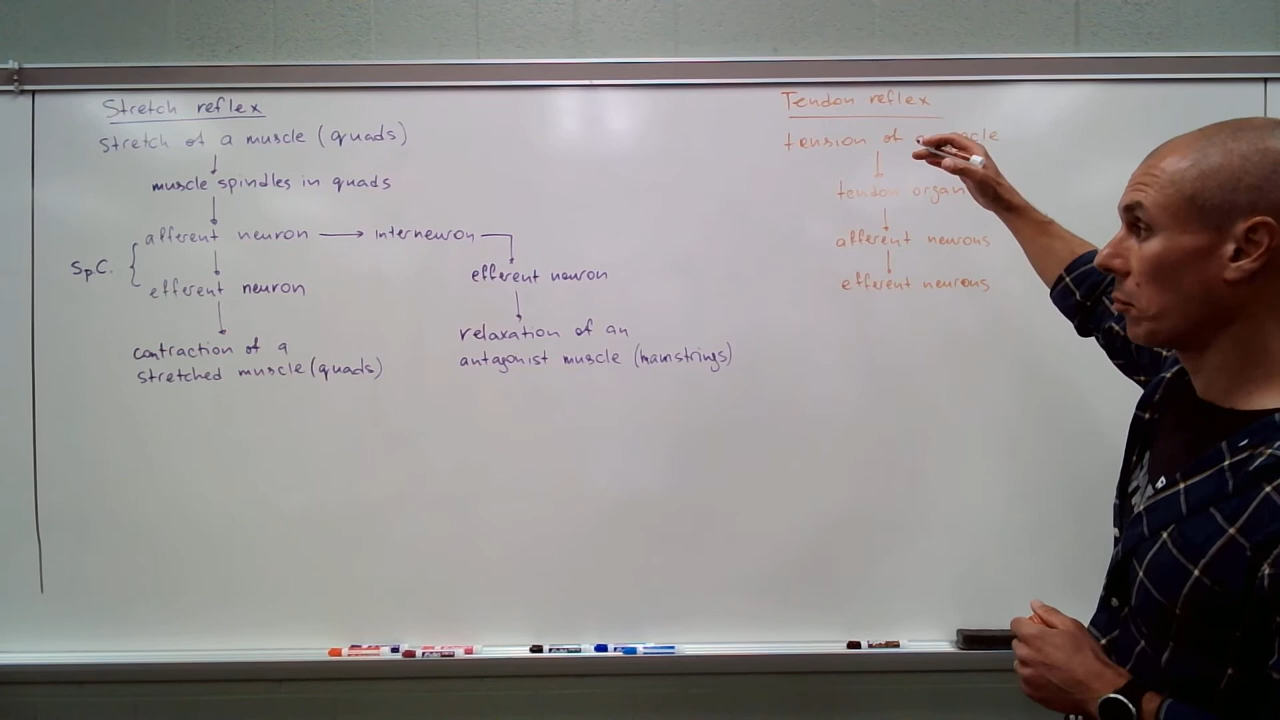 Stretch reflex
stretch of a muscle (quads)
muscle spindles in quads
afferent neuron → interneuron
Sp.C.
efferent neuron
efferent neuron
contraction of a
stretched muscle (quads)
relaxation of an
antagonist muscle (hamstrings)
Tendon reflex
tension of
tendon organ
afferent neurons
efferent neurons